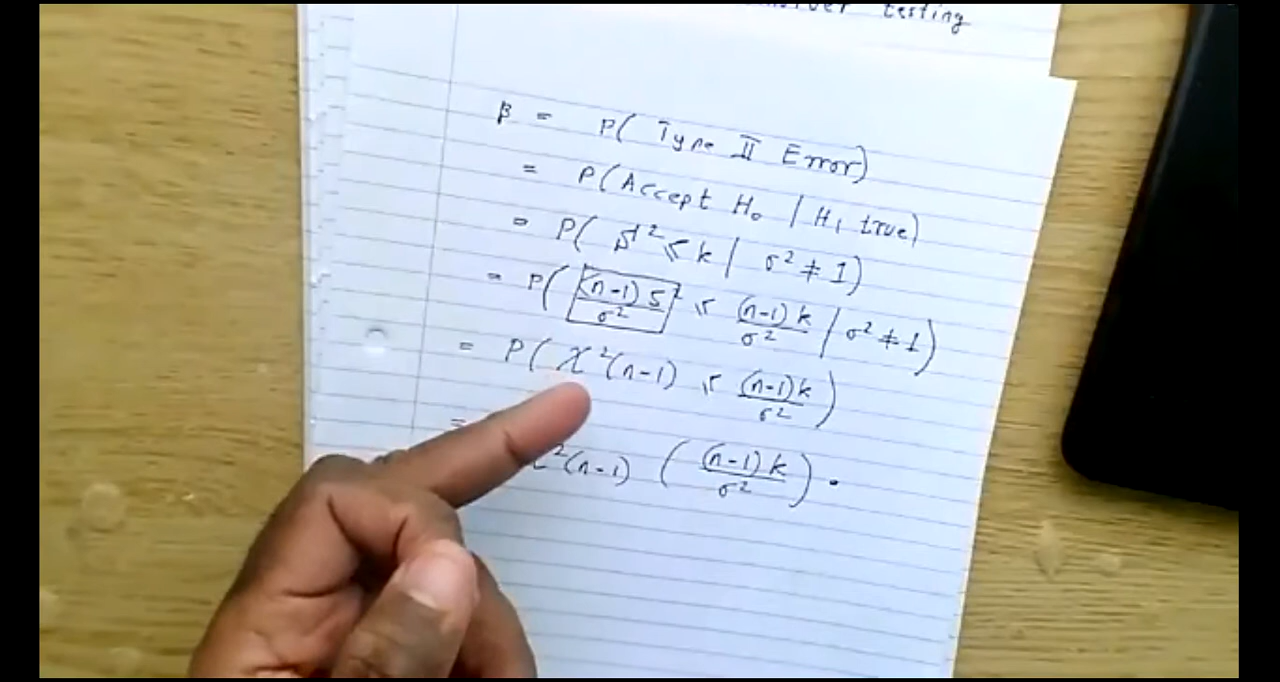 testing
β = P( Type II Error)
= P(Accept H₀ | H₁ true)
= P( S² ≤ k | σ² ≠ 1)
= P( (n-1) S²/σ² ≤ (n-1) k/σ² | σ² ≠ 1)
= P( χ²(n-1) ≤ (n-1)k/σ² )
= χ²(n-1) ( (n-1) k/σ² ) .